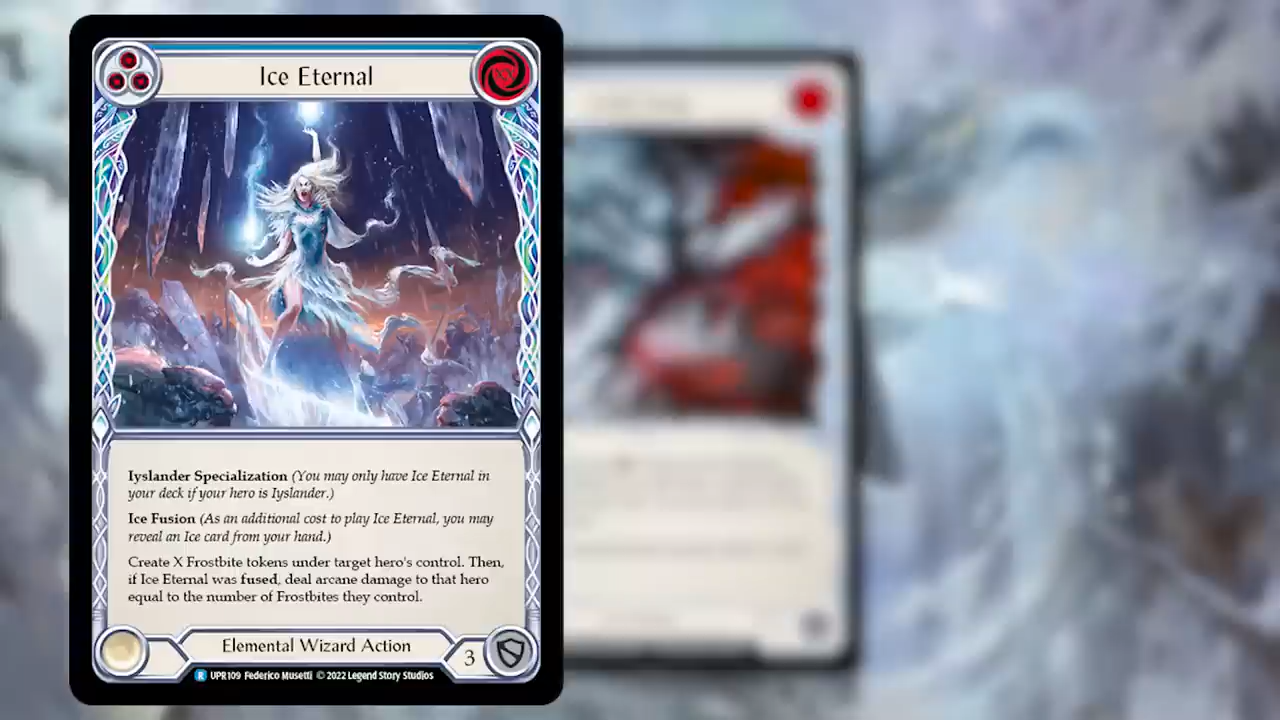 Ice Eternal
XX
Iyslander Specialization (You may only have Ice Eternal in
your deck if your hero is Iyslander.)
Ice Fusion (As an additional cost to play Ice Eternal, you may
reveal an Ice card from your hand.)
Create X Frostbite tokens under target hero's control. Then,
if Ice Eternal was fused, deal arcane damage to that hero
equal to the number of Frostbites they control.
Elemental Wizard Action
3
R UPR109 Federico Musetti © 2022 Legend Story Studios